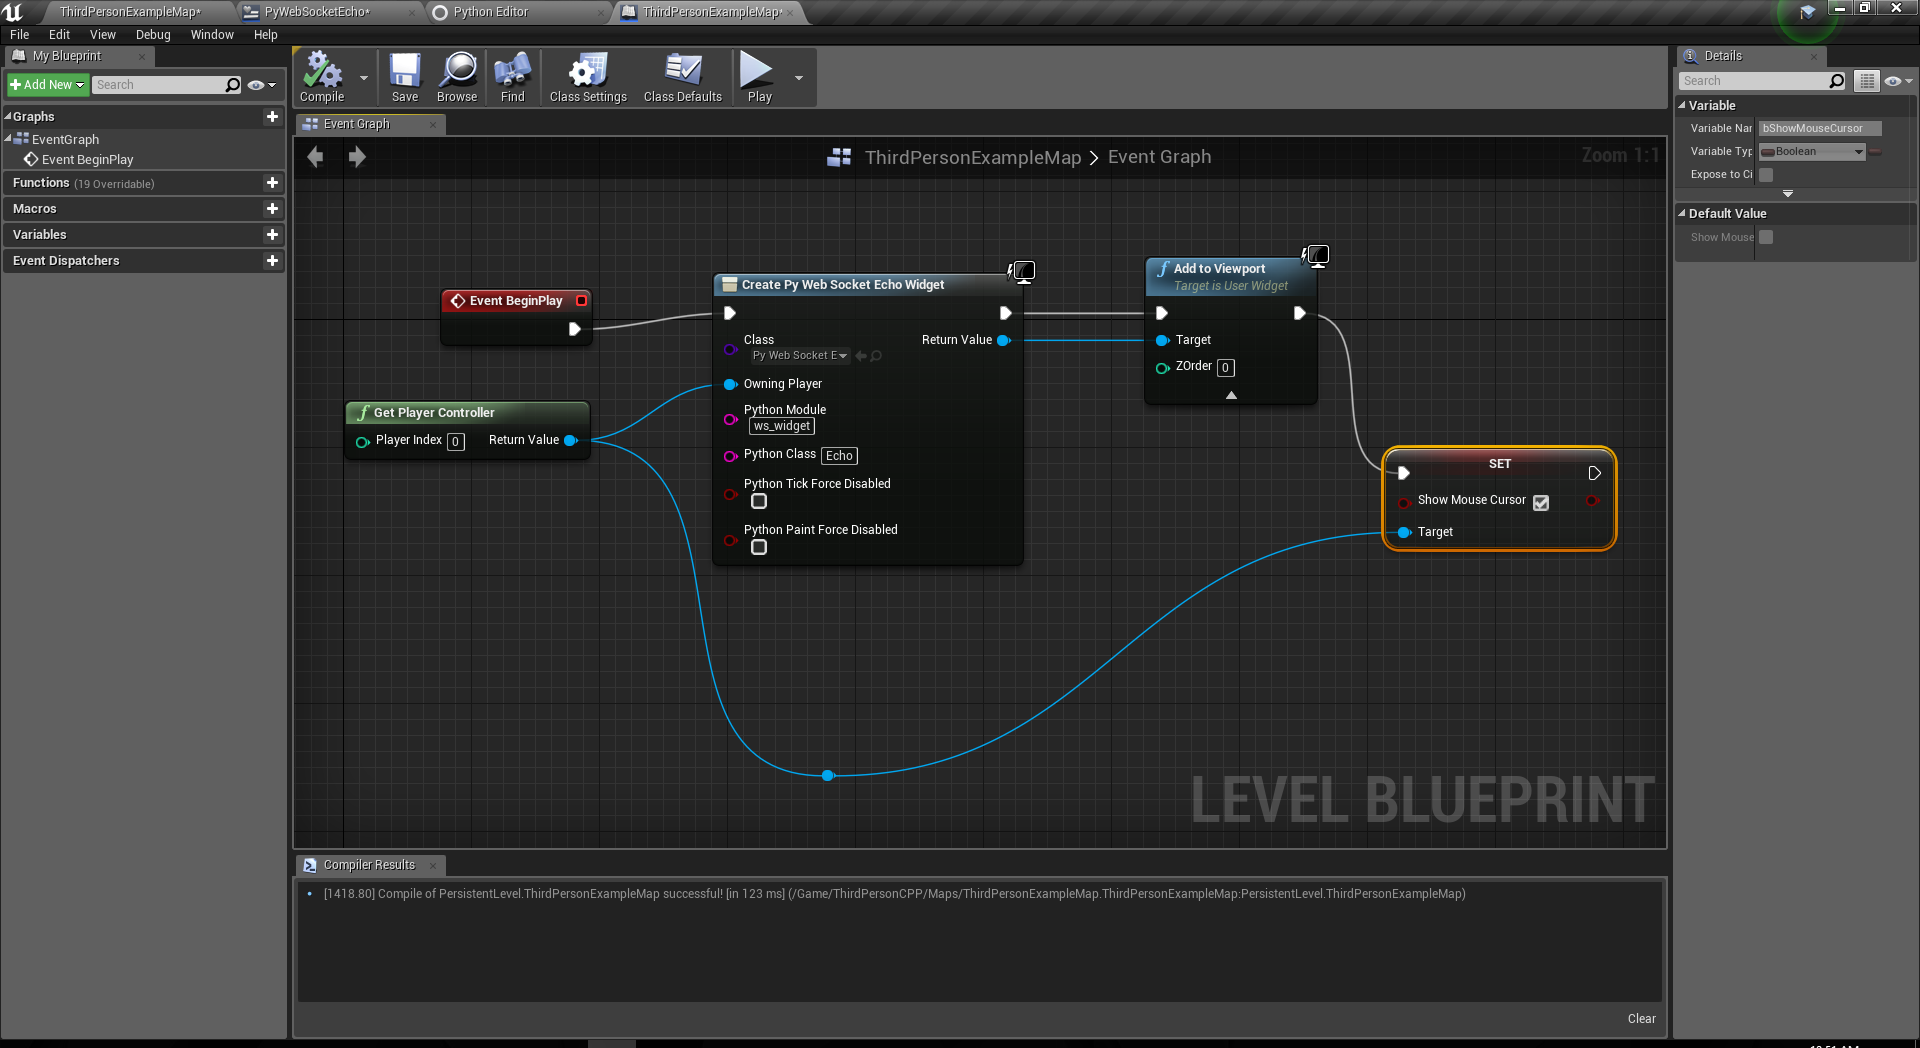 ThirdPersonExampleMap*
PyWebSocketEcho*
Python Editor
ThirdPersonExampleMap*
File Edit View Debug Window Help
My Blueprint
Add New
Search
Graphs
EventGraph
Event BeginPlay
Functions (19 Overridable)
Macros
Variables
Event Dispatchers
Compile
Save
Browse
Find
Class Settings
Class Defaults
Play
Event Graph
ThirdPersonExampleMap > Event Graph
Zoom 1:1
Event BeginPlay
Get Player Controller
Player Index 0 Return Value
Create Py Web Socket Echo Widget
Class
Py Web Socket E
Return Value
Owning Player
Python Module
ws_widget
Python Class Echo
Python Tick Force Disabled
Python Paint Force Disabled
Add to Viewport
Target is User Widget
Target
ZOrder 0
SET
Show Mouse Cursor
Target
LEVEL BLUEPRINT
Compiler Results
[1418.80] Compile of PersistentLevel.ThirdPersonExampleMap successful! [in 123 ms] (/Game/ThirdPersonCPP/Maps/ThirdPersonExampleMap.ThirdPersonExampleMap:PersistentLevel.ThirdPersonExampleMap)
Clear
Details
Search
Variable
Variable Nar bShowMouseCursor
Variable Typ Boolean
Expose to Ci
Default Value
Show Mouse